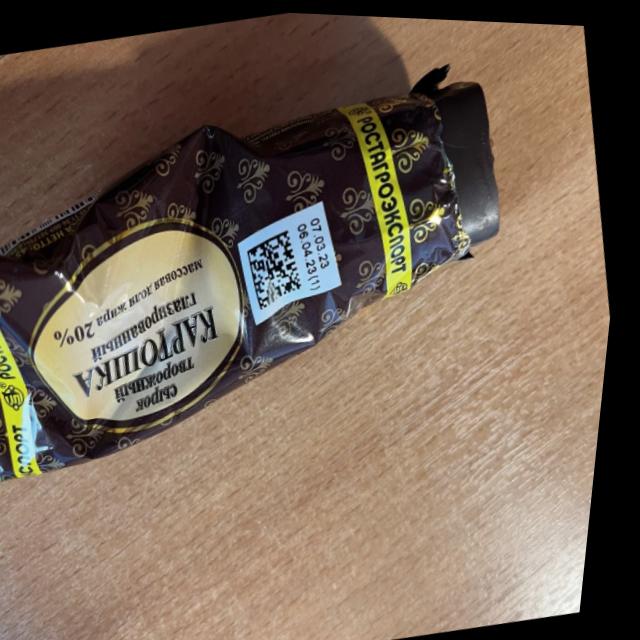 Сырок
творожный
КАРТОШКА
глазированный
Массовая доля жира 20%
07.03.23
06.04.23(1)
РОСТАГРОЭКСПОРТ